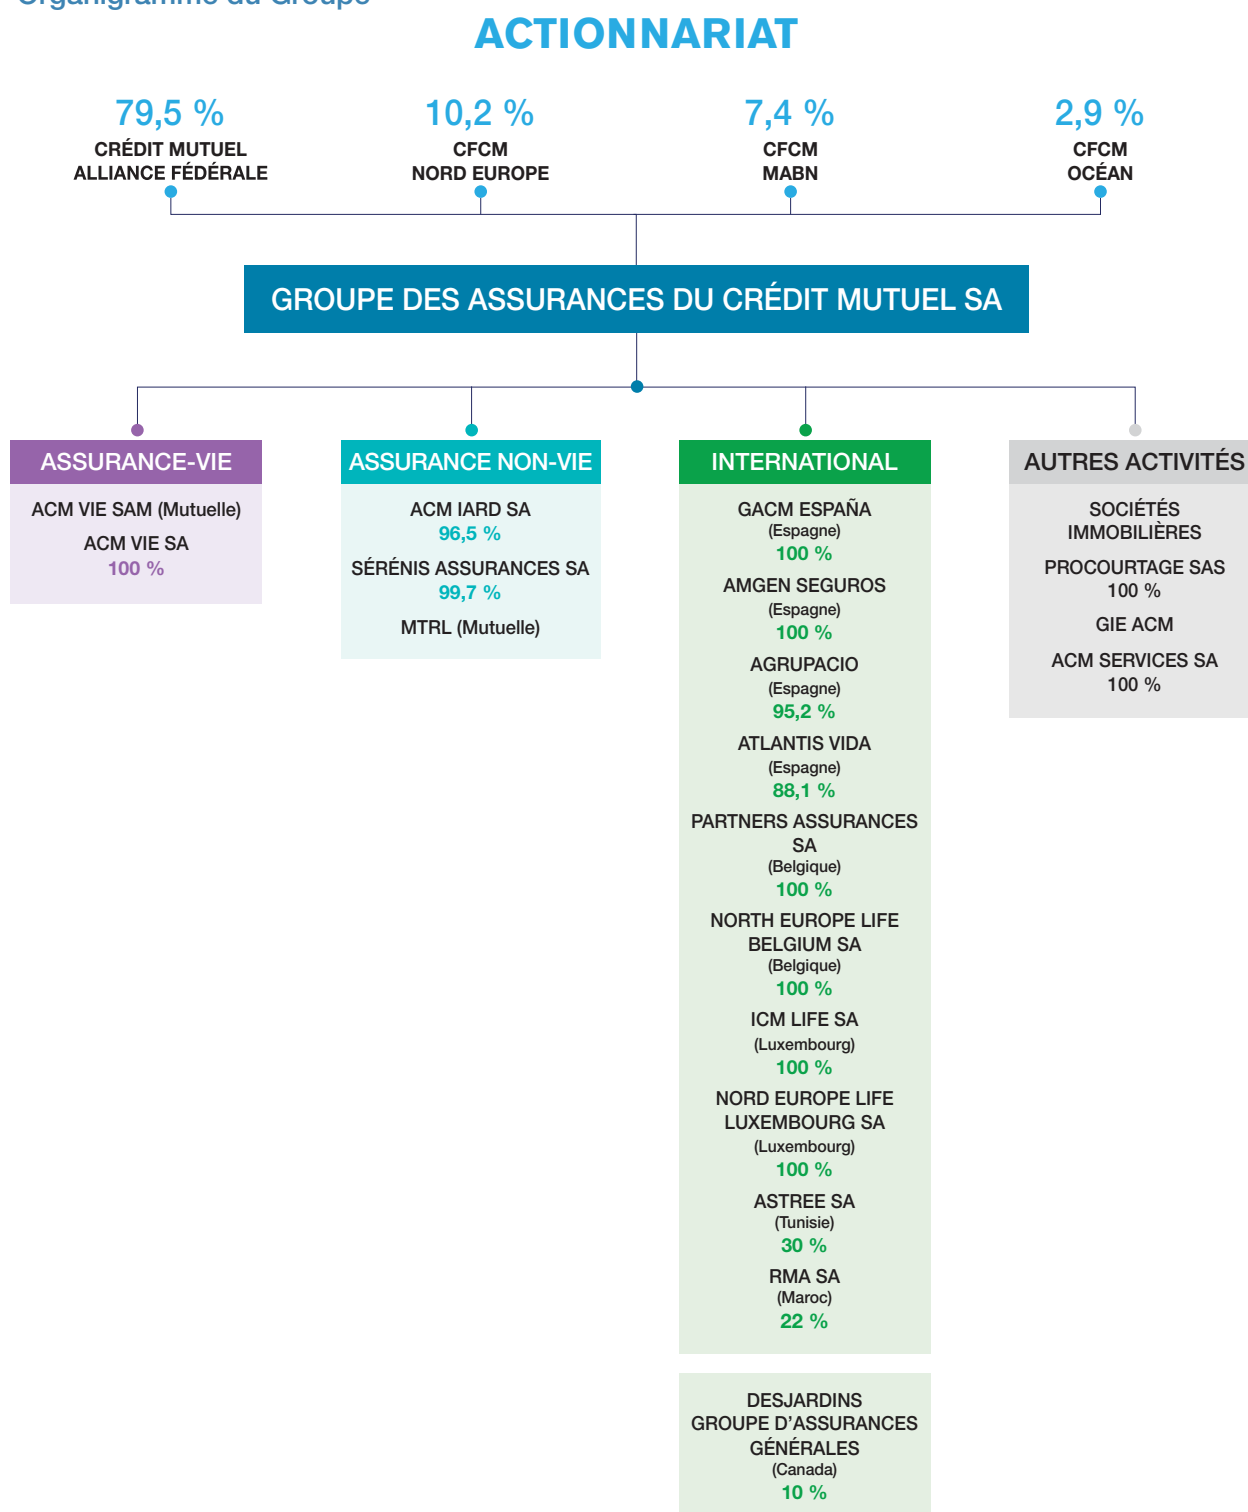 Organigramme du Groupe
ACTIONNARIAT
79,5 %
CRÉDIT MUTUEL
ALLIANCE FÉDÉRALE
10,2 %
CFCM
NORD EUROPE
7,4 %
CFCM
MABN
2,9 %
CFCM
OCÉAN
GROUPE DES ASSURANCES DU CRÉDIT MUTUEL SA
ASSURANCE-VIE
ACM VIE SAM (Mutuelle)
ACM VIE SA
100 %
ASSURANCE NON-VIE
ACM IARD SA
96,5 %
SÉRÉNIS ASSURANCES SA
99,7 %
MTRL (Mutuelle)
INTERNATIONAL
GACM ESPAÑA
(Espagne)
100 %
AMGEN SEGUROS
(Espagne)
100 %
AGRUPACIO
(Espagne)
95,2 %
ATLANTIS VIDA
(Espagne)
88,1 %
PARTNERS ASSURANCES
SA
(Belgique)
100 %
NORTH EUROPE LIFE
BELGIUM SA
(Belgique)
100 %
ICM LIFE SA
(Luxembourg)
100 %
NORD EUROPE LIFE
LUXEMBOURG SA
(Luxembourg)
100 %
ASTREE SA
(Tunisie)
30 %
RMA SA
(Maroc)
22 %
DESJARDINS
GROUPE D'ASSURANCES
GÉNÉRALES
(Canada)
10 %
AUTRES ACTIVITÉS
SOCIÉTÉS
IMMOBILIÈRES
PROCOURTAGE SAS
100 %
GIE ACM
ACM SERVICES SA
100 %